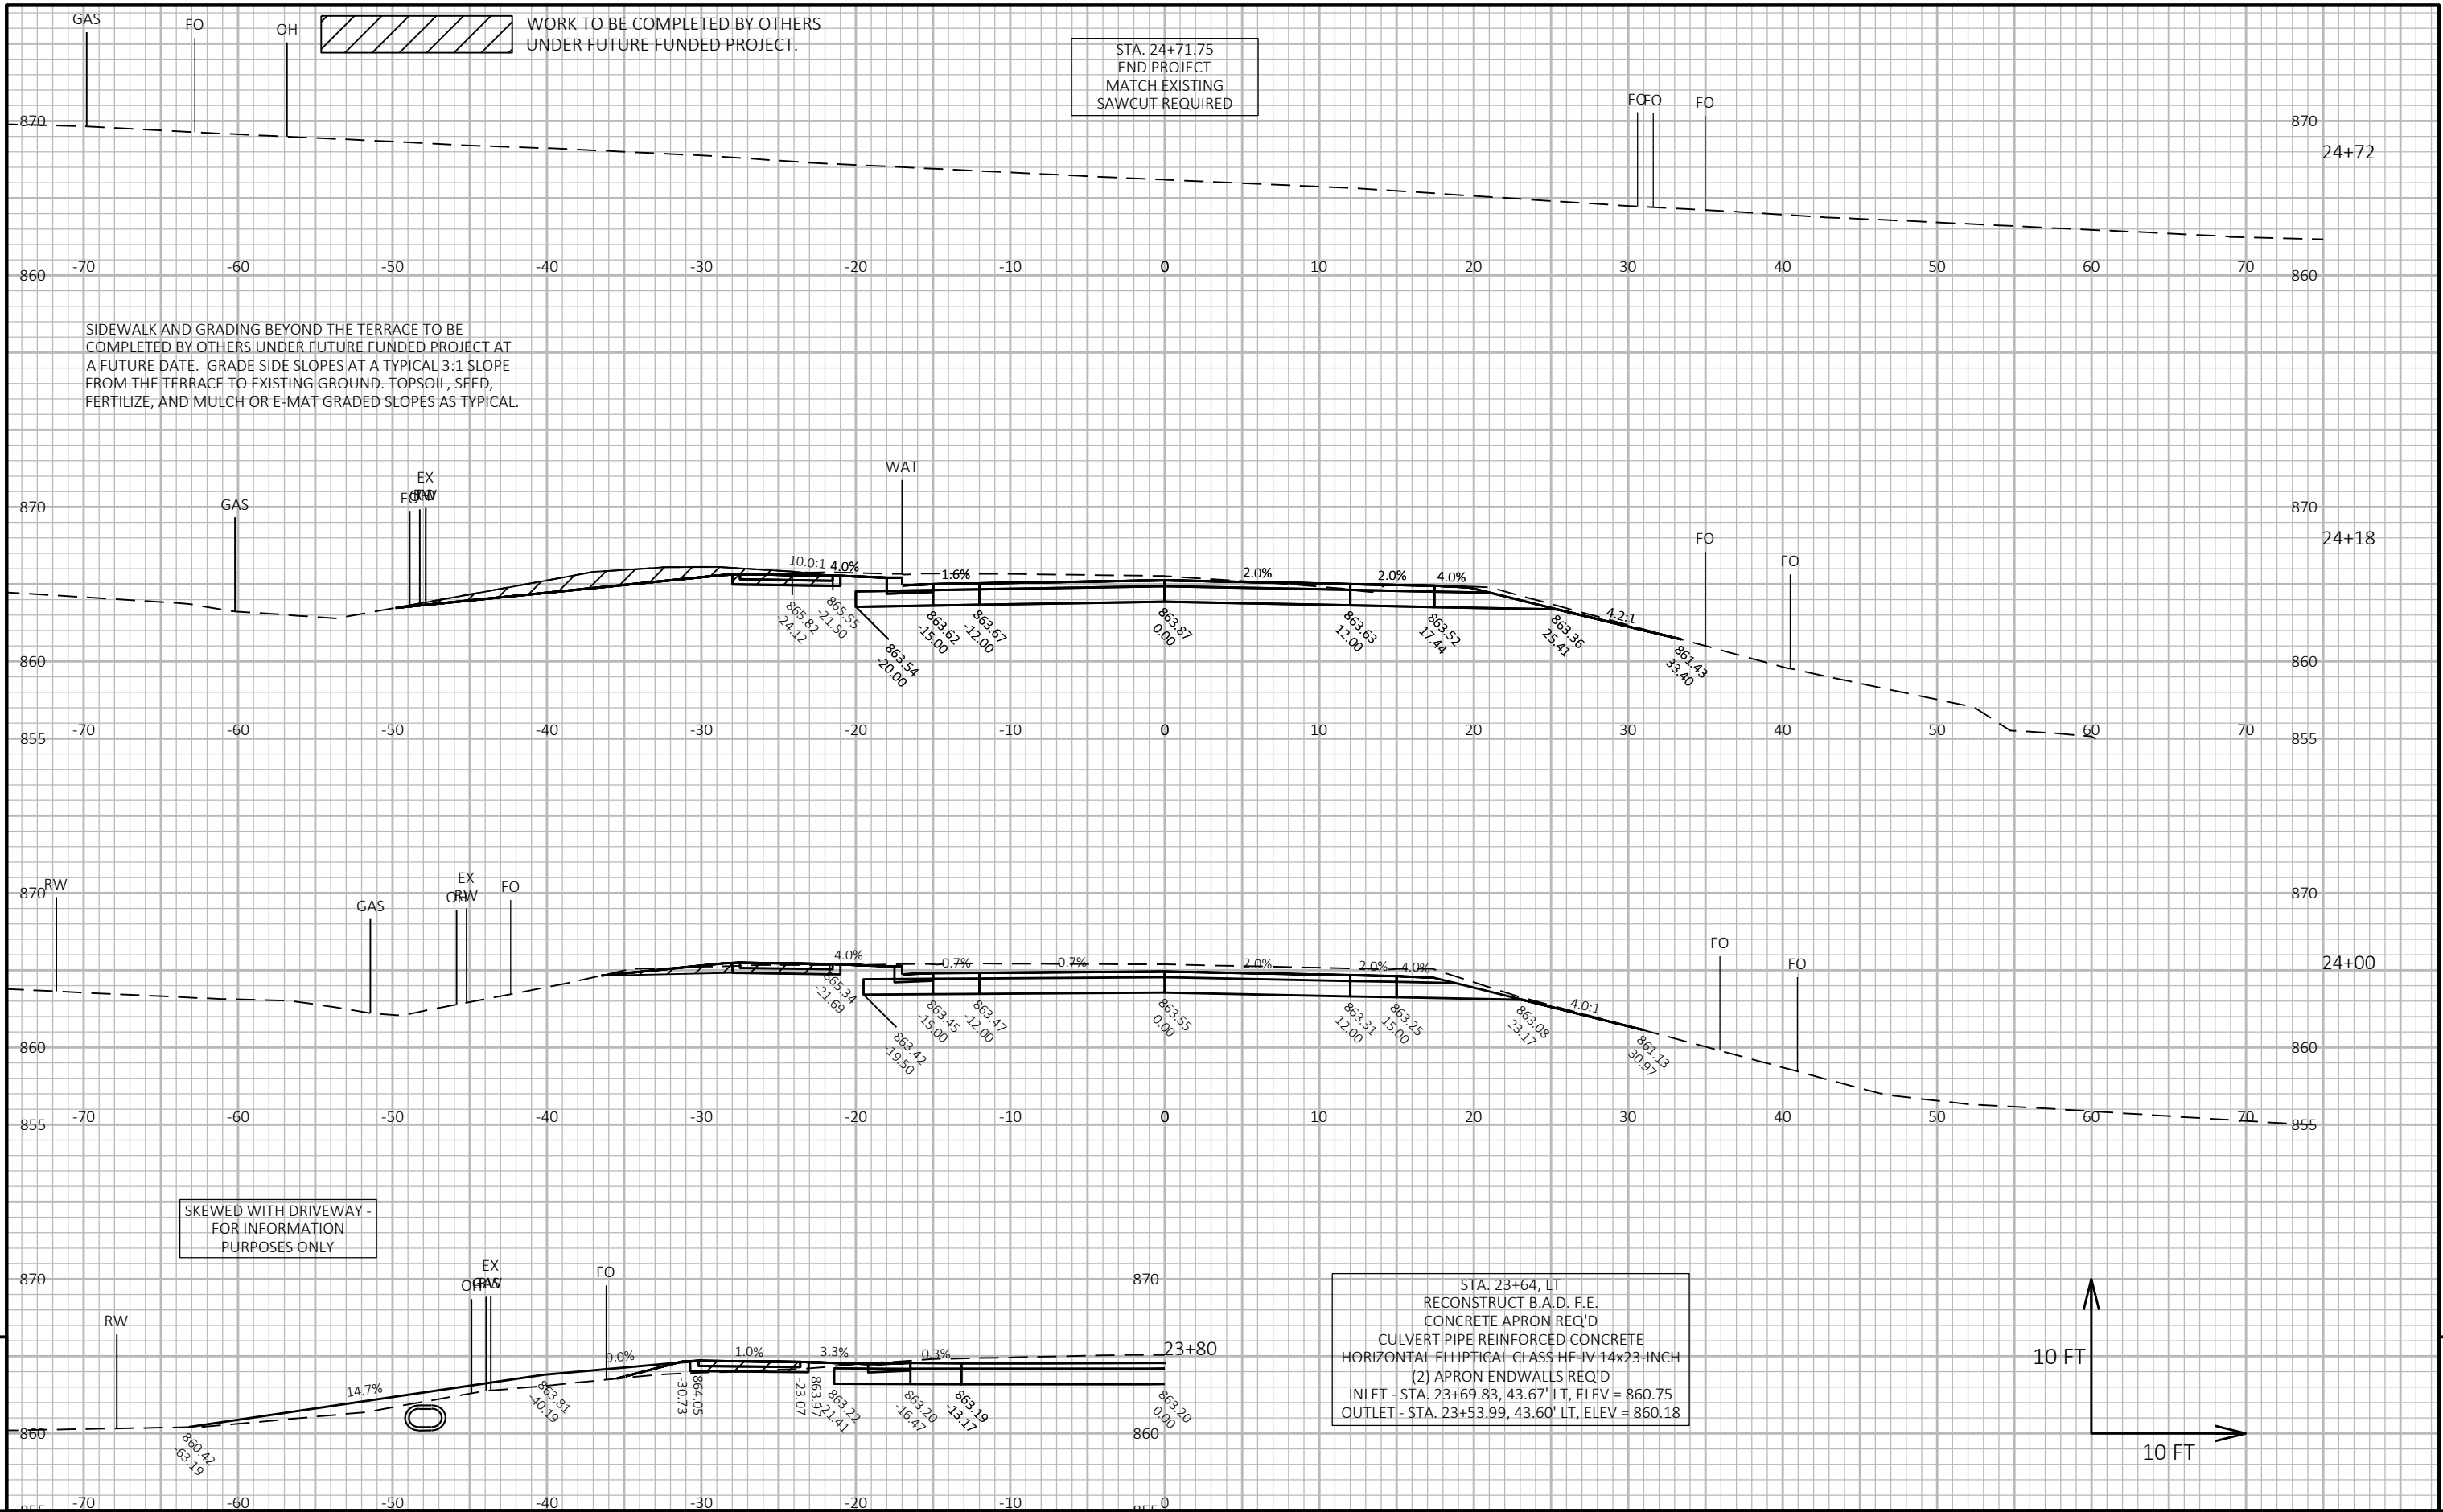 GAS
FO
OH
WORK TO BE COMPLETED BY OTHERS
UNDER FUTURE FUNDED PROJECT.
STA. 24+71.75
END PROJECT
MATCH EXISTING
SAWCUT REQUIRED
FO FO FO
870 870
24+72
-70 -60 -50 -40 -30 -20 -10 0 10 20 30 40 50 60 70
860 860
SIDEWALK AND GRADING BEYOND THE TERRACE TO BE
COMPLETED BY OTHERS UNDER FUTURE FUNDED PROJECT AT
A FUTURE DATE. GRADE SIDE SLOPES AT A TYPICAL 3:1 SLOPE
FROM THE TERRACE TO EXISTING GROUND. TOPSOIL, SEED,
FERTILIZE, AND MULCH OR E-MAT GRADED SLOPES AS TYPICAL.
WAT
EX
RW
FO
GAS
870 870
24+18
FO
FO
10.0:1 4.0% 1.6% 2.0% 2.0% 4.0%
4.2:1
865.82
-24.12
865.55
-21.50
863.54
-20.00
863.62
-15.00
863.67
-12.00
863.87
0.00
863.63
12.00
863.52
17.44
863.36
25.41
861.43
33.40
860 860
-70 -60 -50 -40 -30 -20 -10 0 10 20 30 40 50 60 70
855 855
RW
870 870
EX
OH RW
FO
GAS
FO
FO
24+00
4.0% 0.7% 0.7% 2.0% 2.0% 4.0%
4.0:1
865.34
-21.69
863.42
-19.50
863.45
-15.00
863.47
-12.00
863.55
0.00
863.31
12.00
863.25
15.00
863.08
23.17
861.13
30.97
860 860
-70 -60 -50 -40 -30 -20 -10 0 10 20 30 40 50 60 70
855 855
SKEWED WITH DRIVEWAY -
FOR INFORMATION
PURPOSES ONLY
870 870
EX
OH GAS RW
FO
RW
23+80
14.7% 9.0% 1.0% 3.3% 0.3%
860.42
-63.19
863.81
-40.19
864.05
-30.73
863.97
-23.07
863.22
-21.41
863.20
-16.47
863.19
-13.17
863.20
0.00
860 860
STA. 23+64, LT
RECONSTRUCT B.A.D. F.E.
CONCRETE APRON REQ'D
CULVERT PIPE REINFORCED CONCRETE
HORIZONTAL ELLIPTICAL CLASS HE-IV 14x23-INCH
(2) APRON ENDWALLS REQ'D
INLET - STA. 23+69.83, 43.67' LT, ELEV = 860.75
OUTLET - STA. 23+53.99, 43.60' LT, ELEV = 860.18
10 FT
10 FT
-70 -60 -50 -40 -30 -20 -10 0
855 855